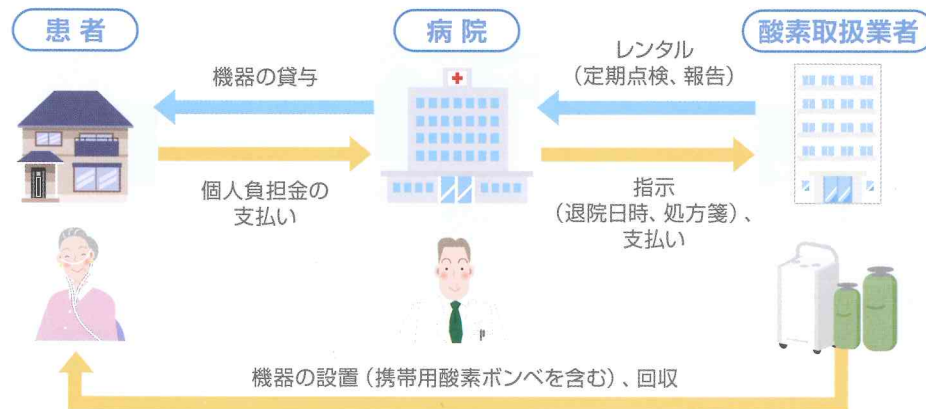 患者
病院
酸素取扱業者
機器の貸与
レンタル
（定期点検、報告）
個人負担金の
支払い
指示
（退院日時、処方箋）、
支払い
機器の設置（携帯用酸素ボンベを含む）、回収